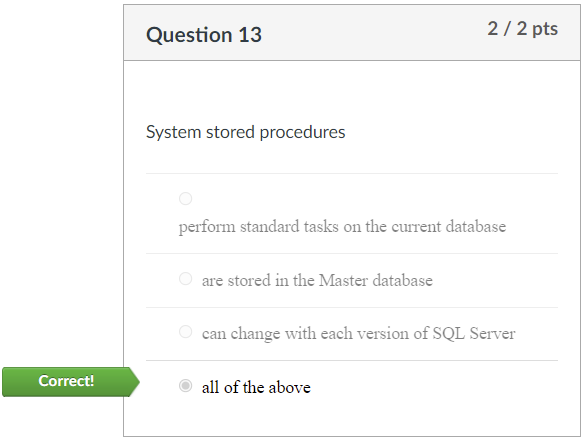 Question 13
2 / 2 pts
System stored procedures
perform standard tasks on the current database
are stored in the Master database
can change with each version of SQL Server
Correct!
all of the above